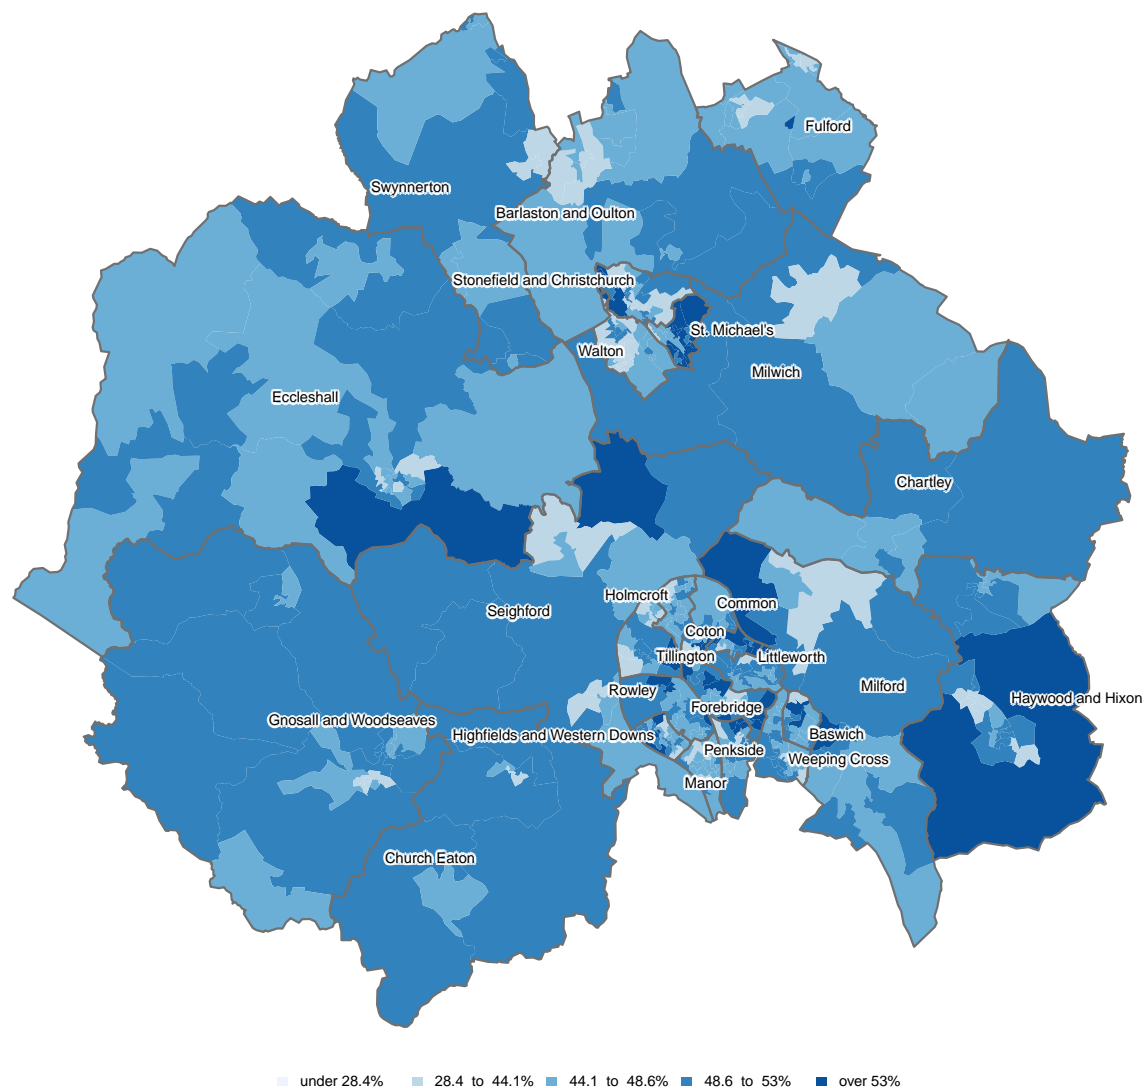 Fulford
Swynnerton
Barlaston and Oulton
Stonefield and Christchurch
St. Michael's
Walton
Milwich
Eccleshall
Chartley
Holmcroft
Common
Seighford
Coton
Tillington
Littleworth
Rowley
Milford
Haywood and Hixon
Forebridge
Gnosall and Woodseaves
Highfields and Western Downs
Baswich
Penkside
Weeping Cross
Manor
Church Eaton
under 28.4% 28.4 to 44.1% 44.1 to 48.6% 48.6 to 53% over 53%